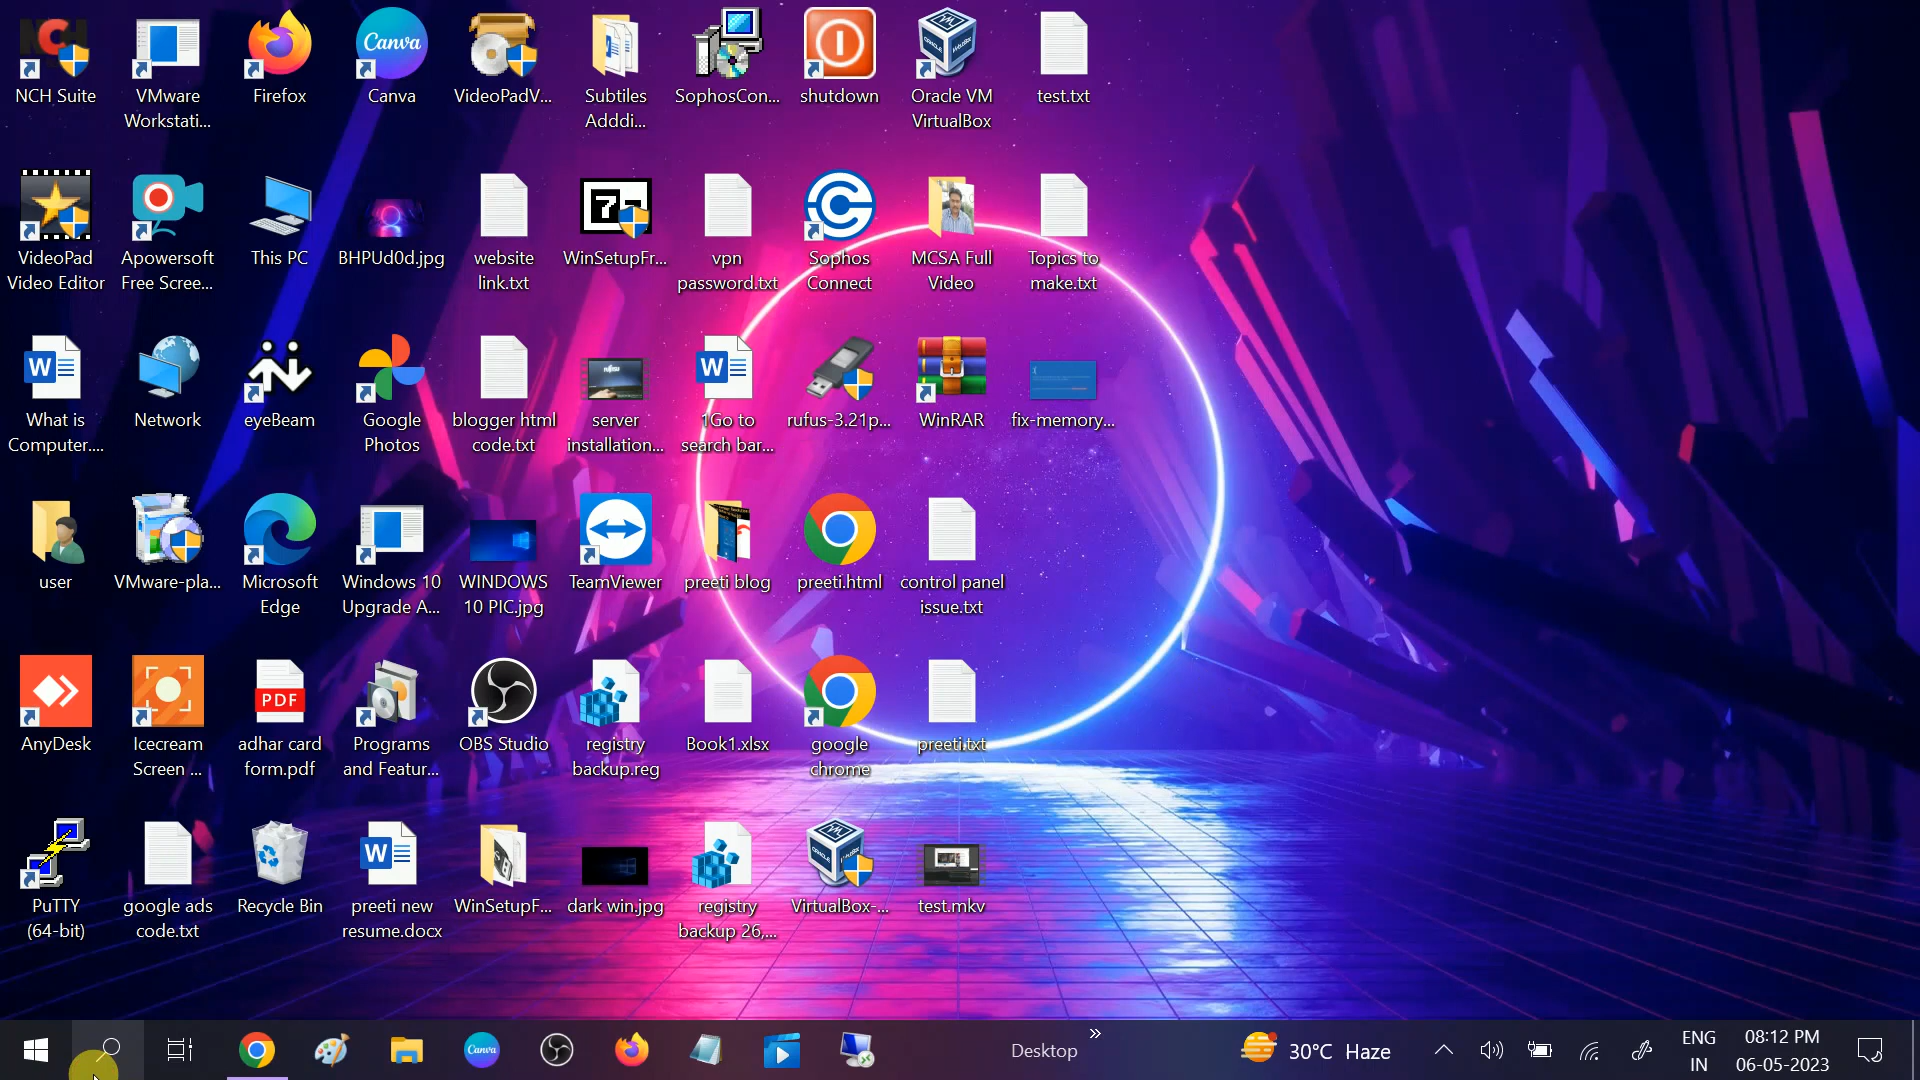 NCH Suite
VMware
Workstati...
Firefox
Canva
Canva
VideoPadV...
Subtiles
Adddi...
SophosCon...
shutdown
Oracle VM
VirtualBox
test.txt
VideoPad
Video Editor
Apowersoft
Free Scree...
This PC
BHPUd0d.jpg
website
link.txt
WinSetupFr...
vpn
password.txt
Sophos
Connect
MCSA Full
Video
Topics to
make.txt
What is
Computer....
Network
eyeBeam
Google
Photos
blogger html
code.txt
server
installation...
1Go to
search bar...
rufus-3.21p...
WinRAR
fix-memory...
user
VMware-pla...
Microsoft
Edge
Windows 10
Upgrade A...
WINDOWS
10 PIC.jpg
TeamViewer
preeti blog
preeti.html
control panel
issue.txt
AnyDesk
Icecream
Screen ...
PDF
adhar card
form.pdf
Programs
and Featur...
OBS Studio
registry
backup.reg
Book1.xlsx
google
chrome
preeti.txt
PuTTY
(64-bit)
google ads
code.txt
Recycle Bin
preeti new
resume.docx
WinSetupF...
dark win.jpg
registry
backup 26,...
VirtualBox-...
test.mkv
Canva
Desktop
30°C Haze
ENG
IN
08:12 PM
06-05-2023